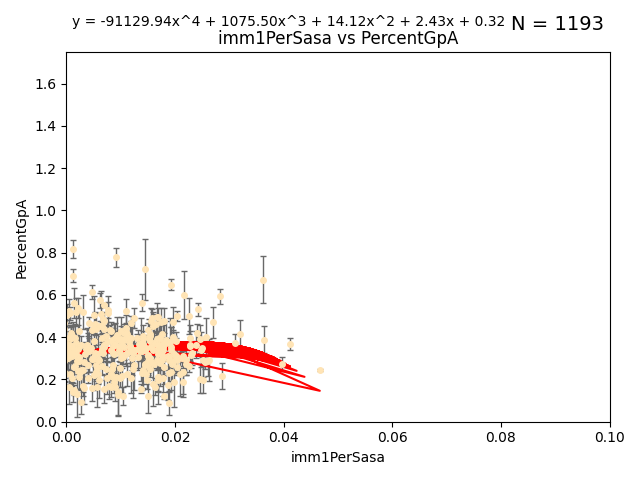 y = -91129.94x^4 + 1075.50x^3 + 14.12x^2 + 2.43x + 0.32 N = 1193
imm1PerSasa vs PercentGpA
1.6
1.4
1.2
1.0
0.8
0.6
0.4
0.2
0.0
PercentGpA
0.00 0.02 0.04 0.06 0.08 0.10
imm1PerSasa